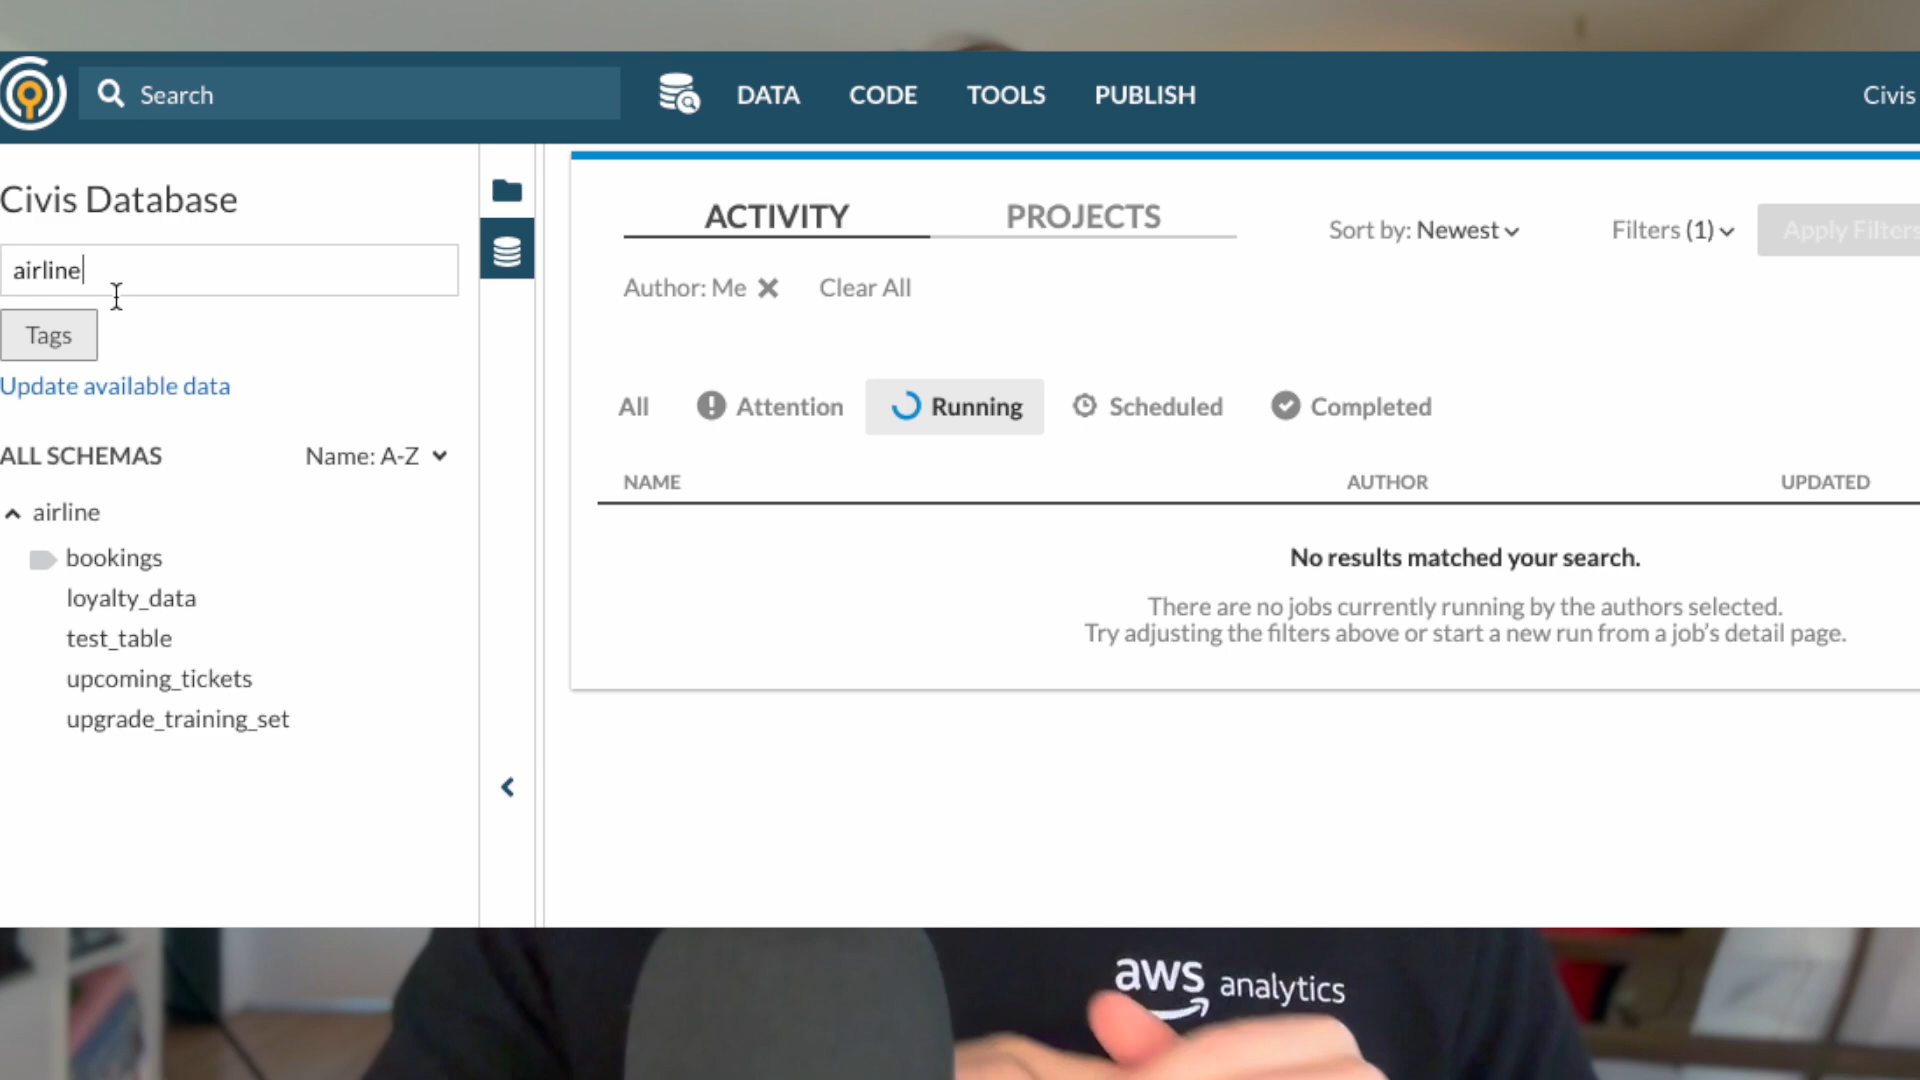 Search
DATA
CODE
TOOLS
PUBLISH
Civis
Civis Database
airline
Tags
Update available data
ALL SCHEMAS
Name: A-Z
airline
bookings
loyalty_data
test_table
upcoming_tickets
upgrade_training_set
ACTIVITY
PROJECTS
Sort by: Newest
Filters (1)
Apply Filters
Author: Me
Clear All
All
Attention
Running
Scheduled
Completed
NAME
AUTHOR
UPDATED
No results matched your search.
There are no jobs currently running by the authors selected.
Try adjusting the filters above or start a new run from a job's detail page.
aws analytics